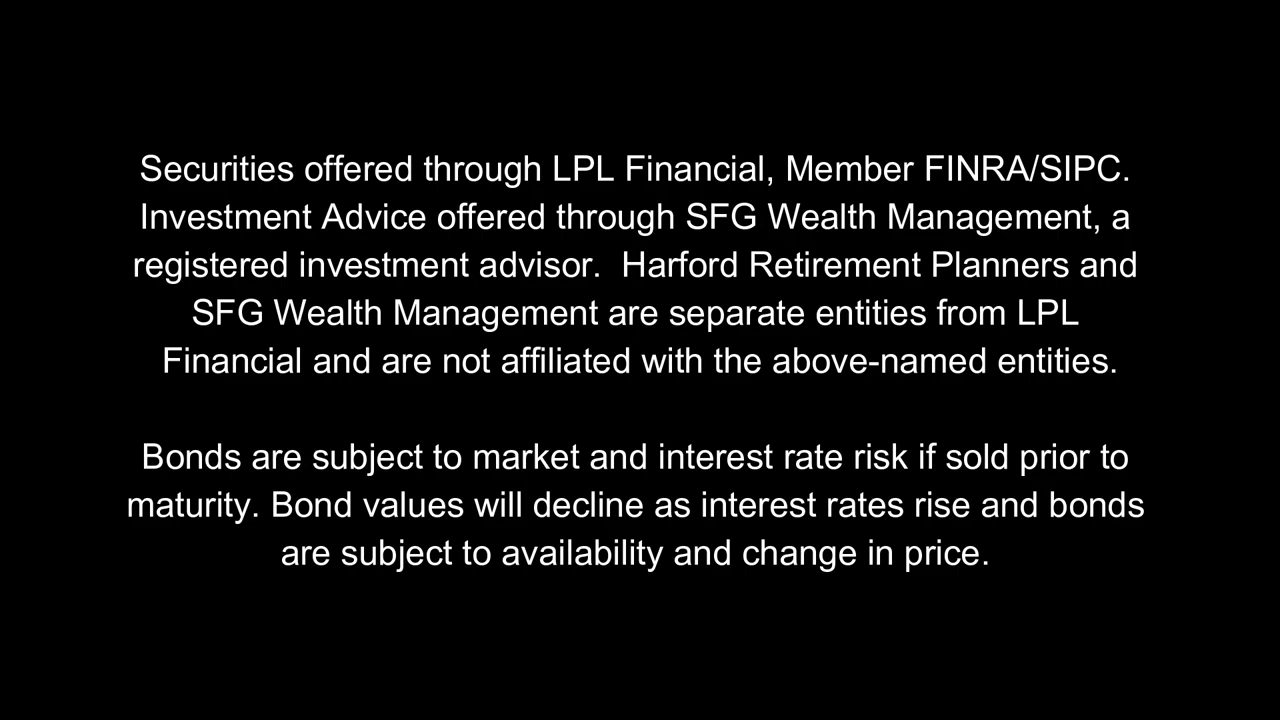 Securities offered through LPL Financial, Member FINRA/SIPC.
Investment Advice offered through SFG Wealth Management, a
registered investment advisor.  Harford Retirement Planners and
SFG Wealth Management are separate entities from LPL
Financial and are not affiliated with the above-named entities.
Bonds are subject to market and interest rate risk if sold prior to
maturity. Bond values will decline as interest rates rise and bonds
are subject to availability and change in price.